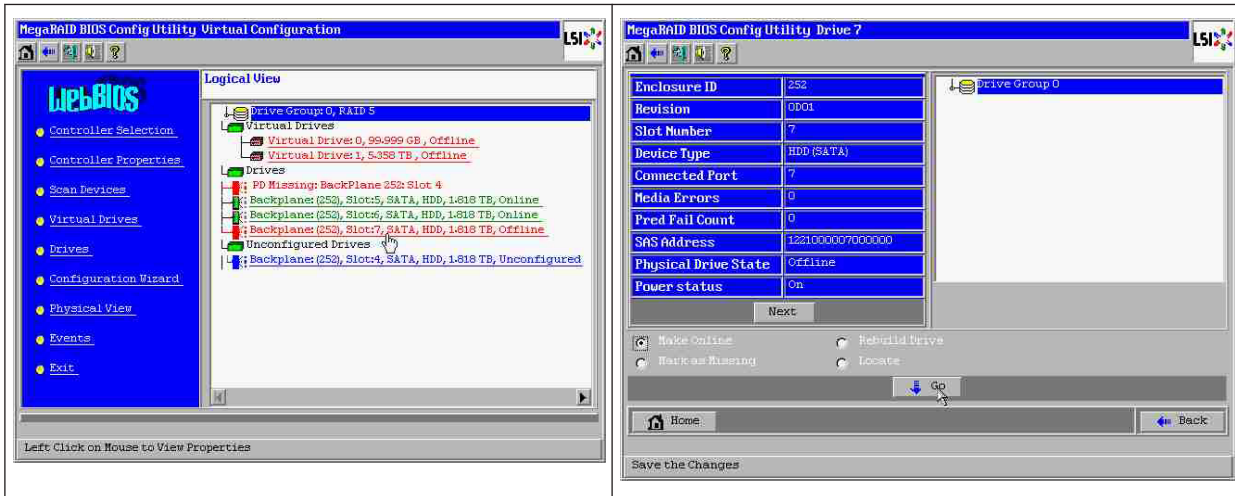 MegaRAID BIOS Config Utility Virtual Configuration
LSI
WebBIOS
Controller Selection
Controller Properties
Scan Devices
Virtual Drives
Drives
Configuration Wizard
Physical View
Events
Exit
Logical View
Drive Group: 0, RAID 5
Virtual Drives
Virtual Drive: 0, 99.999 GB , Offline
Virtual Drive: 1, 5.358 TB , Offline
Drives
PD Missing: BackPlane 252: Slot 4
Backplane: (252), Slot:5, SATA, HDD, 1.818 TB, Online
Backplane: (252), Slot:6, SATA, HDD, 1.818 TB, Online
Backplane: (252), Slot:7, SATA, HDD, 1.818 TB, Offline
Unconfigured Drives
Backplane: (252), Slot:4, SATA, HDD, 1.818 TB, Unconfigured
Left Click on Mouse to View Properties
MegaRAID BIOS Config Utility Drive 7
LSI
Enclosure ID 252
Revision 0D01
Slot Number 7
Device Type HDD (SATA)
Connected Port 7
Media Errors 0
Pred Fail Count 0
SAS Address 1221000007000000
Physical Drive State Offline
Power status On
Next
Drive Group 0
Make Online Rebuild Drive
Mark as Missing Locate
Go
Home Back
Save the Changes